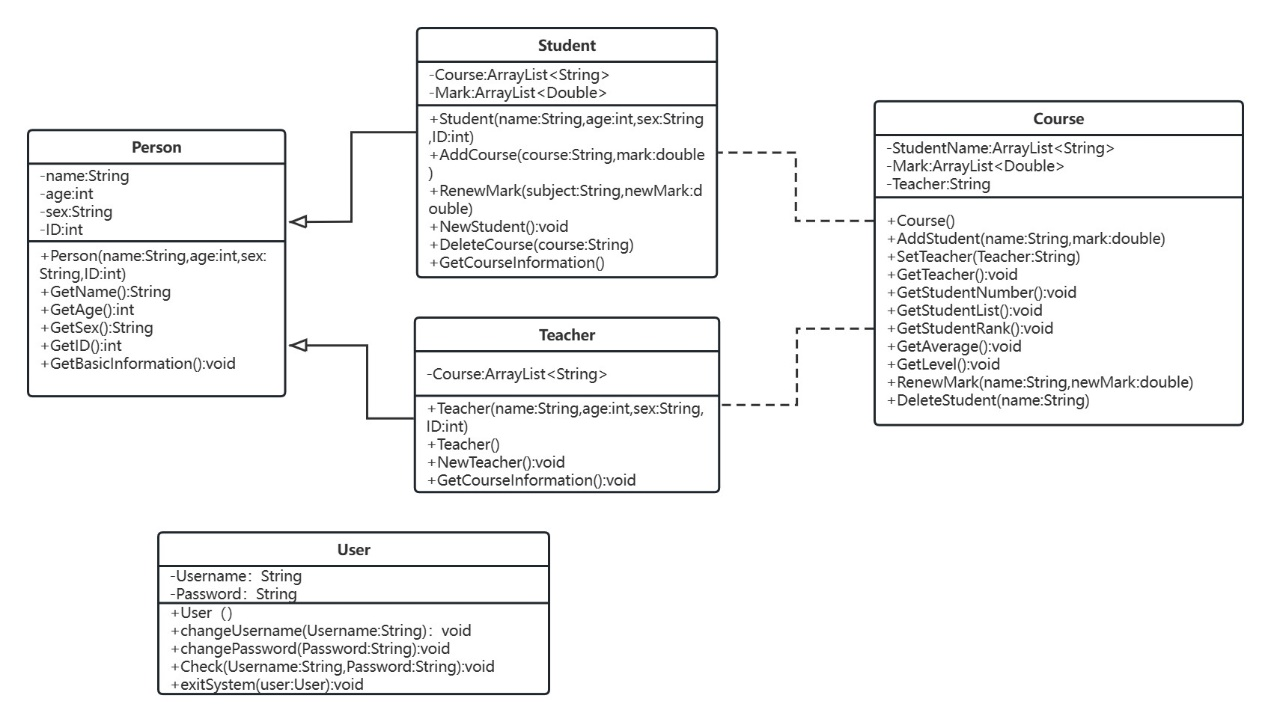 Person
-name:String
-age:int
-sex:String
-ID:int
+Person(name:String,age:int,sex:
String,ID:int)
+GetName():String
+GetAge():int
+GetSex():String
+GetID():int
+GetBasicInformation():void
Student
-Course:ArrayList<String>
-Mark:ArrayList<Double>
+Student(name:String,age:int,sex:String
,ID:int)
+AddCourse(course:String,mark:double
)
+RenewMark(subject:String,newMark:d
ouble)
+NewStudent():void
+DeleteCourse(course:String)
+GetCourseInformation()
Teacher
-Course:ArrayList<String>
+Teacher(name:String,age:int,sex:String,
ID:int)
+Teacher()
+NewTeacher():void
+GetCourseInformation():void
Course
-StudentName:ArrayList<String>
-Mark:ArrayList<Double>
-Teacher:String
+Course()
+AddStudent(name:String,mark:double)
+SetTeacher(Teacher:String)
+GetTeacher():void
+GetStudentNumber():void
+GetStudentList():void
+GetStudentRank():void
+GetAverage():void
+GetLevel():void
+RenewMark(name:String,newMark:double)
+DeleteStudent(name:String)
User
-Username：String
-Password：String
+User（）
+changeUsername(Username:String)：void
+changePassword(Password:String):void
+Check(Username:String,Password:String):void
+exitSystem(user:User):void